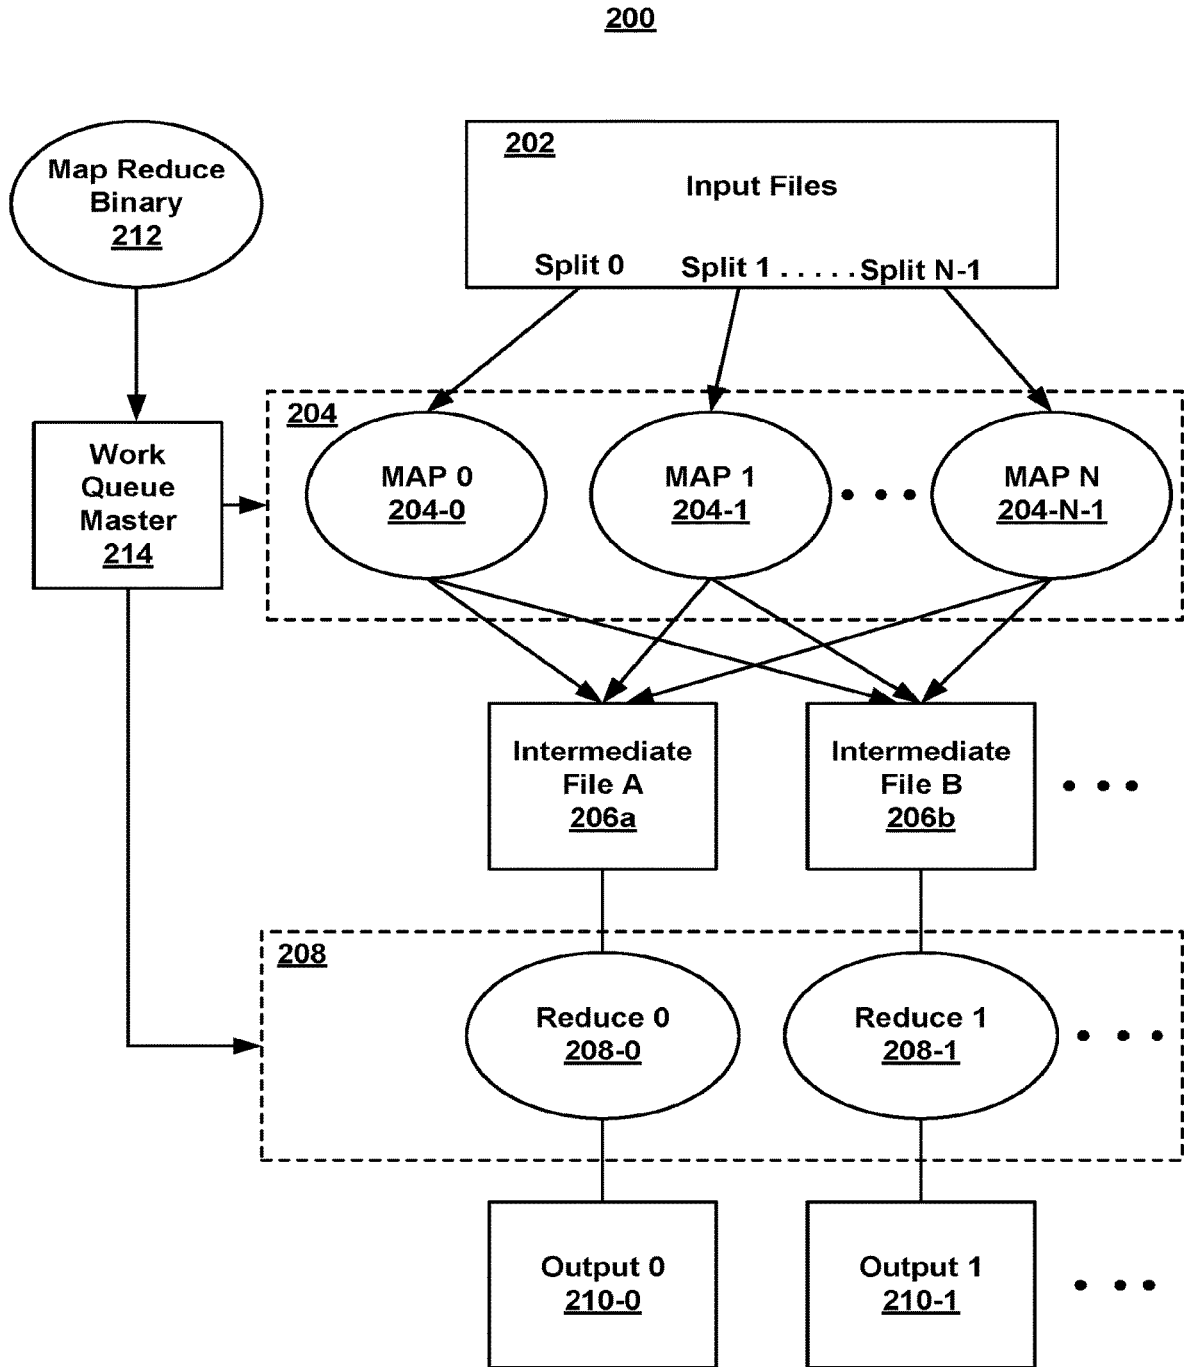 200
Map Reduce
Binary
212
202
Input Files
Split 0 Split 1 ..... Split N-1
204
Work
Queue
Master
214
MAP 0
204-0
MAP 1
204-1
MAP N
204-N-1
Intermediate
File A
206a
Intermediate
File B
206b
208
Reduce 0
208-0
Reduce 1
208-1
Output 0
210-0
Output 1
210-1